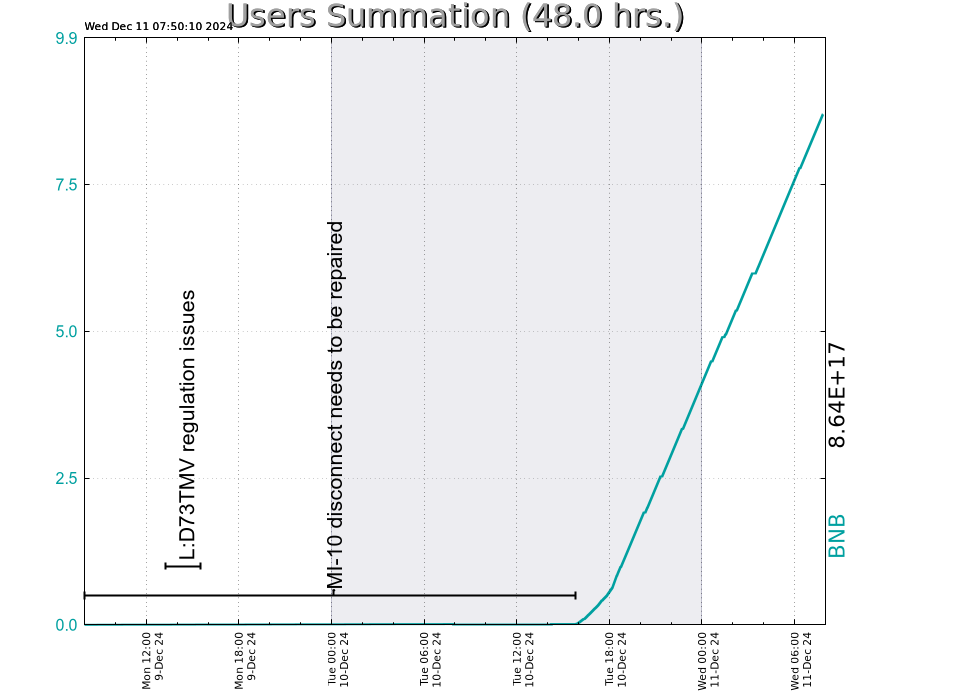 Users Summation (48.0 hrs.)
Wed Dec 11 07:50:10 2024
9.9
7.5
5.0
2.5
0.0
L:D73TMV regulation issues
MI-10 disconnect needs to be repaired
8.64E+17
BNB
Mon 12:00
9-Dec 24
Mon 18:00
9-Dec 24
Tue 00:00
10-Dec 24
Tue 06:00
10-Dec 24
Tue 12:00
10-Dec 24
Tue 18:00
10-Dec 24
Wed 00:00
11-Dec 24
Wed 06:00
11-Dec 24